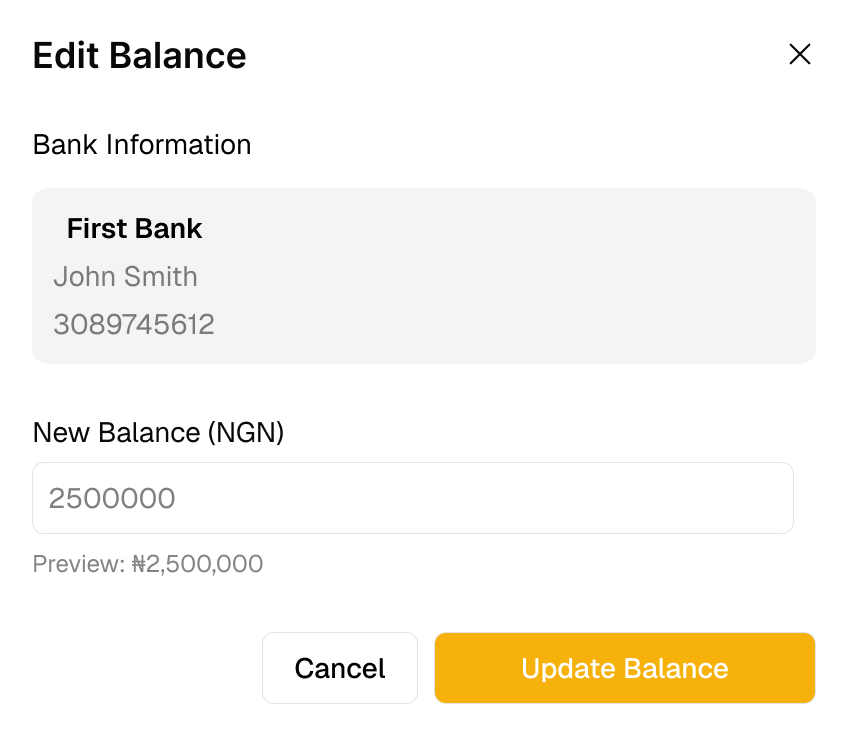 Edit Balance
Bank Information
First Bank
John Smith
3089745612
New Balance (NGN)
2500000
Preview: ₦2,500,000
Cancel
Update Balance